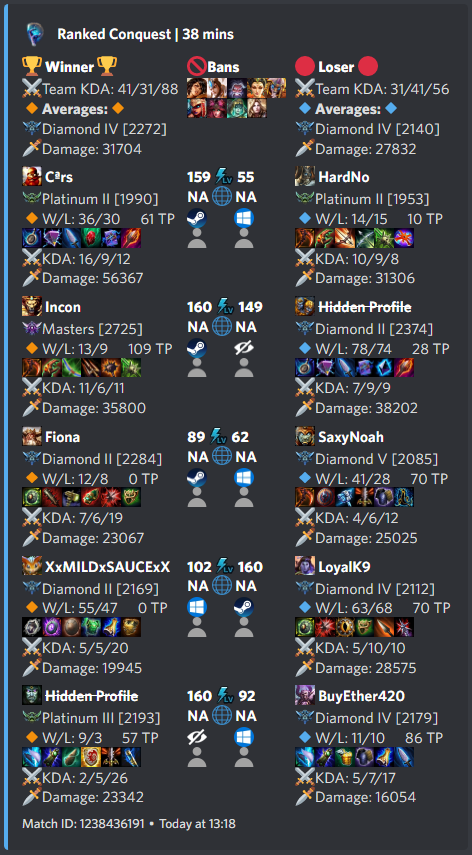 Ranked Conquest | 38 mins
Winner Bans Loser
Team KDA: 41/31/88 Team KDA: 31/41/56
Averages: Averages:
Diamond IV [2272] Diamond IV [2140]
Damage: 31704 Damage: 27832
Cªrs 159 LV 55 HardNo
Platinum II [1990] NA NA Platinum II [1953]
W/L: 36/30 61 TP W/L: 14/15 10 TP
KDA: 16/9/12 KDA: 10/9/8
Damage: 56367 Damage: 31306
Incon 160 LV 149 Hidden Profile
Masters [2725] NA NA Diamond II [2374]
W/L: 13/9 109 TP W/L: 78/74 28 TP
KDA: 11/6/11 KDA: 7/9/9
Damage: 35800 Damage: 38202
Fiona 89 LV 62 SaxyNoah
Diamond II [2284] NA NA Diamond V [2085]
W/L: 12/8 0 TP W/L: 41/28 70 TP
KDA: 7/6/19 KDA: 4/6/12
Damage: 23067 Damage: 25025
XxMILDxSAUCExX 102 LV 160 LoyalK9
Diamond II [2169] NA NA Diamond IV [2112]
W/L: 55/47 0 TP W/L: 63/68 70 TP
KDA: 5/5/20 KDA: 5/10/10
Damage: 19945 Damage: 28575
Hidden Profile 160 LV 92 BuyEther420
Platinum III [2193] NA NA Diamond IV [2179]
W/L: 9/3 57 TP W/L: 11/10 86 TP
KDA: 2/5/26 KDA: 5/7/17
Damage: 23342 Damage: 16054
Match ID: 1238436191 • Today at 13:18